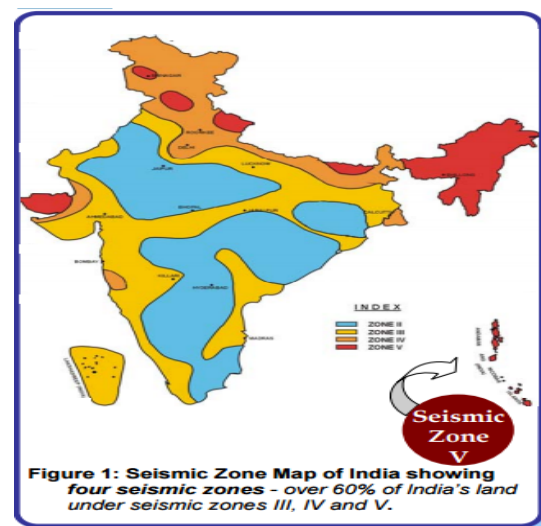 SRINAGAR
ROORKEE
DELHI
JAIPUR
LUCKNOW
BHOPAL
JABALPUR
CALCUTTA
AHMEDABAD
BOMBAY
KILLARI
HYDERABAD
MADRAS
INDEX
ZONE II
ZONE III
ZONE IV
ZONE V
Seismic
Zone
V
Figure 1: Seismic Zone Map of India showing
four seismic zones - over 60% of India's land
under seismic zones III, IV and V.